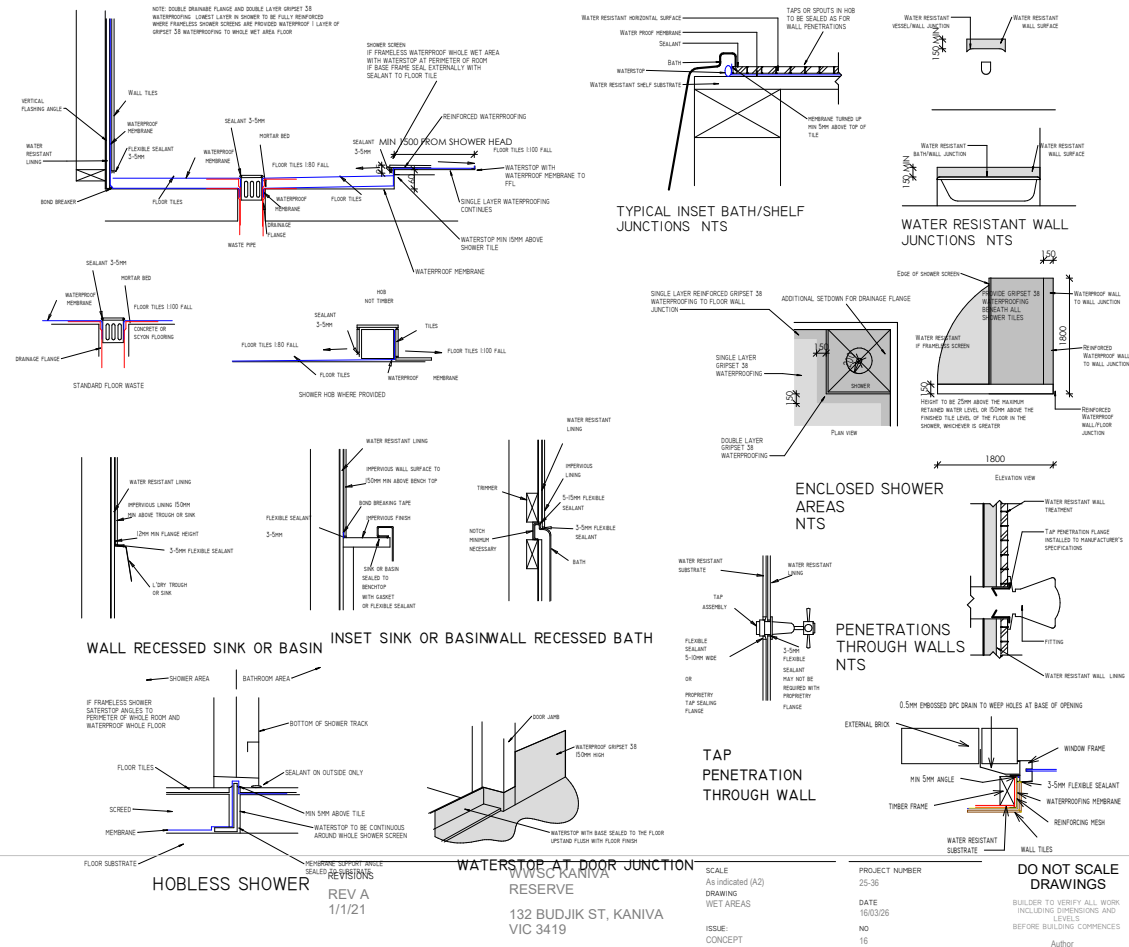 NOTE: DOUBLE DRAINAGE FLANGE AND DOUBLE LAYER GRIPSET 38
WATERPROOFING LOWEST LAYER IN SHOWER TO BE FULLY REINFORCED
WHERE FRAMELESS SHOWER SCREENS ARE PROVIDED WATERPROOF 1 LAYER OF
GRIPSET 38 WATERPROOFING TO WHOLE WET AREA FLOOR
SHOWER SCREEN
IF FRAMELESS WATERPROOF WHOLE WET AREA
WITH WATERSTOP AT PERIMETER OF ROOM
IF BASE FRAME SEAL EXTERNALLY WITH
SEALANT TO FLOOR TILE
VERTICAL
FLASHING ANGLE
WALL TILES
WATERPROOF
MEMBRANE
WATER
RESISTANT
LINING
FLEXIBLE SEALANT
3-5MM
BOND BREAKER
FLOOR TILES
WATERPROOF
MEMBRANE
SEALANT 3-5MM
MORTAR BED
FLOOR TILES 1:80 FALL
WATERPROOF
MEMBRANE
DRAINAGE
FLANGE
WASTE PIPE
FLOOR TILES
SEALANT
3-5MM
MIN 1500 FROM SHOWER HEAD
REINFORCED WATERPROOFING
FLOOR TILES 1:100 FALL
WATERSTOP WITH
WATERPROOF MEMBRANE TO
FFL
SINGLE LAYER WATERPROOFING
CONTINUES
WATERSTOP MIN 15MM ABOVE
SHOWER TILE
WATERPROOF MEMBRANE
SEALANT 3-5MM
MORTAR BED
WATERPROOF
MEMBRANE
FLOOR TILES 1:100 FALL
CONCRETE OR
SCYON FLOORING
DRAINAGE FLANGE
STANDARD FLOOR WASTE
HOB
NOT TIMBER
SEALANT
3-5MM
TILES
FLOOR TILES 1:80 FALL
FLOOR TILES 1:100 FALL
FLOOR TILES
WATERPROOF MEMBRANE
SHOWER HOB WHERE PROVIDED
WATER RESISTANT HORIZONTAL SURFACE
TAPS OR SPOUTS IN HOB
TO BE SEALED AS FOR
WALL PENETRATIONS
WATER PROOF MEMBRANE
SEALANT
BATH
WATERSTOP
WATER RESISTANT SHELF SUBSTRATE
MEMBRANE TURNED UP
MIN 5MM ABOVE TOP OF
TILE
TYPICAL INSET BATH/SHELF
JUNCTIONS NTS
WATER RESISTANT
VESSEL/WALL JUNCTION
WATER RESISTANT
WALL SURFACE
150 MIN
WATER RESISTANT
BATH/WALL JUNCTION
WATER RESISTANT
WALL SURFACE
150 MIN
WATER RESISTANT WALL
JUNCTIONS NTS
SINGLE LAYER REINFORCED GRIPSET 38
WATERPROOFING TO FLOOR WALL
JUNCTION
ADDITIONAL SETDOWN FOR DRAINAGE FLANGE
SINGLE LAYER
GRIPSET 38
WATERPROOFING
150
150
SHOWER
DOUBLE LAYER
GRIPSET 38
WATERPROOFING
PLAN VIEW
EDGE OF SHOWER SCREEN
150
PROVIDE GRIPSET 38
WATERPROOFING
BENEATH ALL
SHOWER TILES
WATERPROOF WALL
TO WALL JUNCTION
WATER RESISTANT
IF FRAMELESS SCREEN
1800
REINFORCED
WATERPROOF WALL
TO WALL JUNCTION
150
HEIGHT TO BE 25MM ABOVE THE MAXIMUM
RETAINED WATER LEVEL OR 150MM ABOVE THE
FINISHED TILE LEVEL OF THE FLOOR IN THE
SHOWER, WHICHEVER IS GREATER
REINFORCED
WATERPROOF
WALL/FLOOR
JUNCTION
1800
ELEVATION VIEW
ENCLOSED SHOWER
AREAS
NTS
WATER RESISTANT LINING
IMPERVIOUS LINING 150MM
MIN ABOVE TROUGH OR SINK
12MM MIN FLANGE HEIGHT
3-5MM FLEXIBLE SEALANT
L'DRY TROUGH
OR SINK
WALL RECESSED SINK OR BASIN
WATER RESISTANT LINING
IMPERVIOUS WALL SURFACE TO
150MM MIN ABOVE BENCH TOP
BOND BREAKING TAPE
IMPERVIOUS FINISH
FLEXIBLE SEALANT
3-5MM
SINK OR BASIN
SEALED TO
BENCHTOP
WITH GASKET
OR FLEXIBLE SEALANT
INSET SINK OR BASIN
WATER RESISTANT
LINING
IMPERVIOUS
LINING
TRIMMER
5-15MM FLEXIBLE
SEALANT
3-5MM FLEXIBLE
SEALANT
NOTCH
MINIMUM
NECESSARY
BATH
WALL RECESSED BATH
WATER RESISTANT
SUBSTRATE
WATER RESISTANT
LINING
TAP
ASSEMBLY
FLEXIBLE
SEALANT
5-10MM WIDE
OR
PROPRIETRY
TAP SEALING
FLANGE
3-5MM
FLEXIBLE
SEALANT
MAY NOT BE
REQUIRED WITH
PROPRIETRY
FLANGE
TAP
PENETRATION
THROUGH WALL
WATER RESISTANT WALL
TREATMENT
TAP PENETRATION FLANGE
INSTALLED TO MANUFACTURER'S
SPECIFICATIONS
FITTING
WATER RESISTANT WALL LINING
PENETRATIONS
THROUGH WALLS
NTS
SHOWER AREA
BATHROOM AREA
IF FRAMELESS SHOWER
SATERSTOP ANGLES TO
PERIMETER OF WHOLE ROOM AND
WATERPROOF WHOLE FLOOR
BOTTOM OF SHOWER TRACK
FLOOR TILES
SEALANT ON OUTSIDE ONLY
SCREED
MIN 5MM ABOVE TILE
MEMBRANE
WATERSTOP TO BE CONTINUOUS
AROUND WHOLE SHOWER SCREEN
FLOOR SUBSTRATE
MEMBRANE SUPPORT ANGLE
SEALED TO SUBSTRATE
HOBLESS SHOWER
DOOR JAMB
WATERPROOF GRIPSET 38
150MM HIGH
WATERSTOP WITH BASE SEALED TO THE FLOOR
UPSTAND FLUSH WITH FLOOR FINISH
WATERSTOP AT DOOR JUNCTION
0.5MM EMBOSSED DPC DRAIN TO WEEP HOLES AT BASE OF OPENING
EXTERNAL BRICK
WINDOW FRAME
MIN 5MM ANGLE
3-5MM FLEXIBLE SEALANT
TIMBER FRAME
WATERPROOFING MEMBRANE
REINFORCING MESH
WATER RESISTANT
SUBSTRATE
WALL TILES
REVISIONS
REV A
1/1/21
WWSC KANIVA
RESERVE
132 BUDJIK ST, KANIVA
VIC 3419
SCALE
As indicated (A2)
DRAWING
WET AREAS
ISSUE:
CONCEPT
PROJECT NUMBER
25-36
DATE
16/03/26
NO
16
DO NOT SCALE
DRAWINGS
BUILDER TO VERIFY ALL WORK
INCLUDING DIMENSIONS AND
LEVELS
BEFORE BUILDING COMMENCES
Author